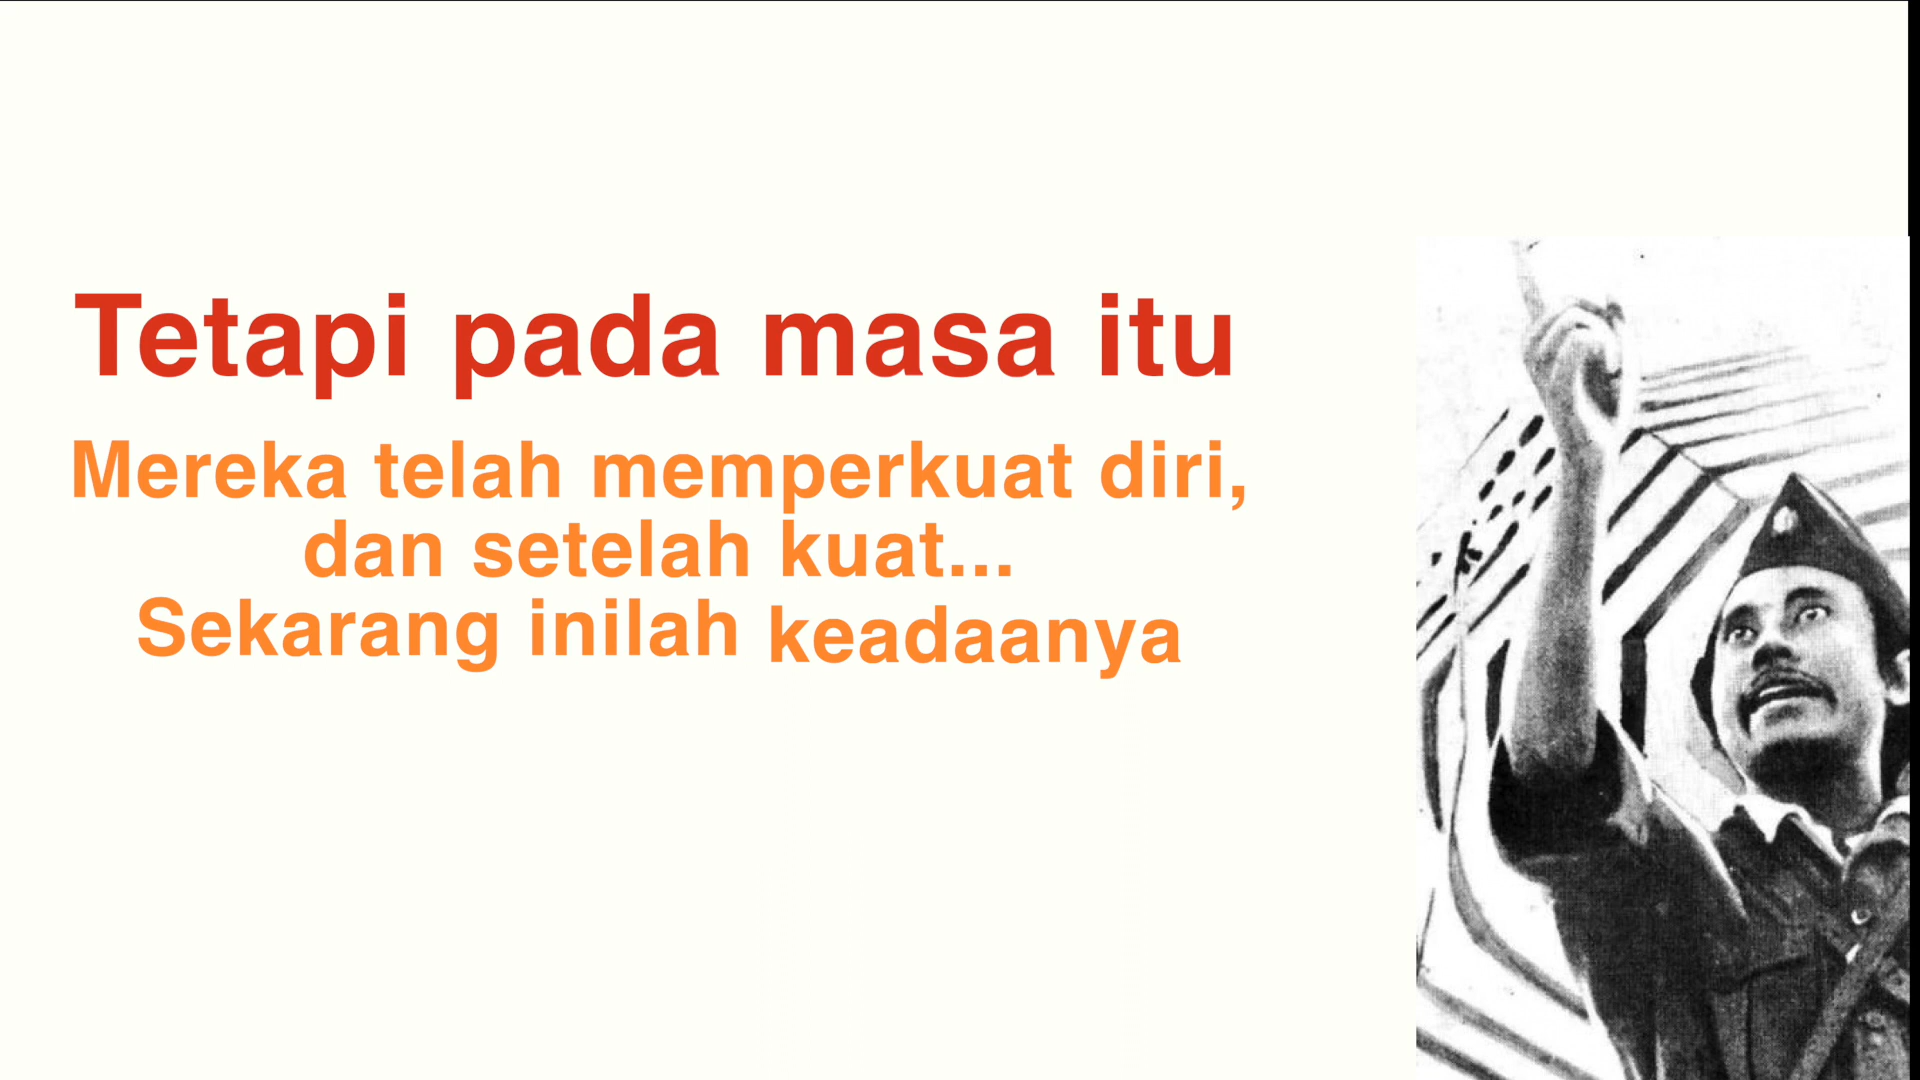 Tetapi pada masa itu
Mereka telah memperkuat diri,
dan setelah kuat...
Sekarang inilah keadaanya